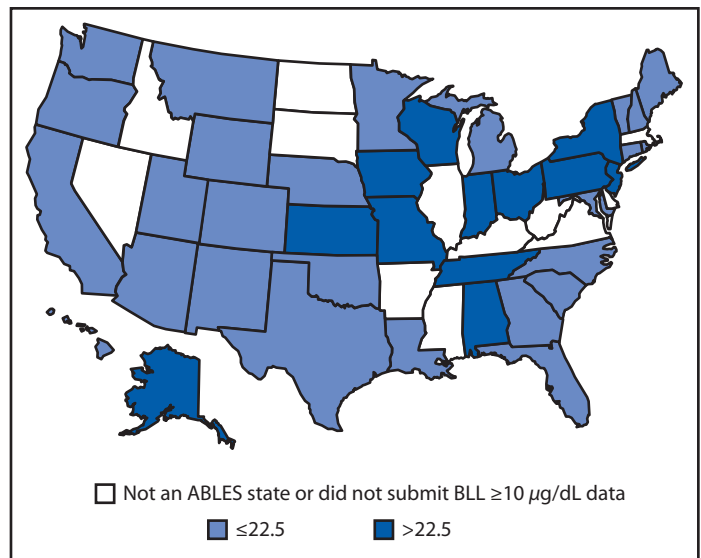 Not an ABLES state or did not submit BLL ≥10 µg/dL data
≤22.5 >22.5